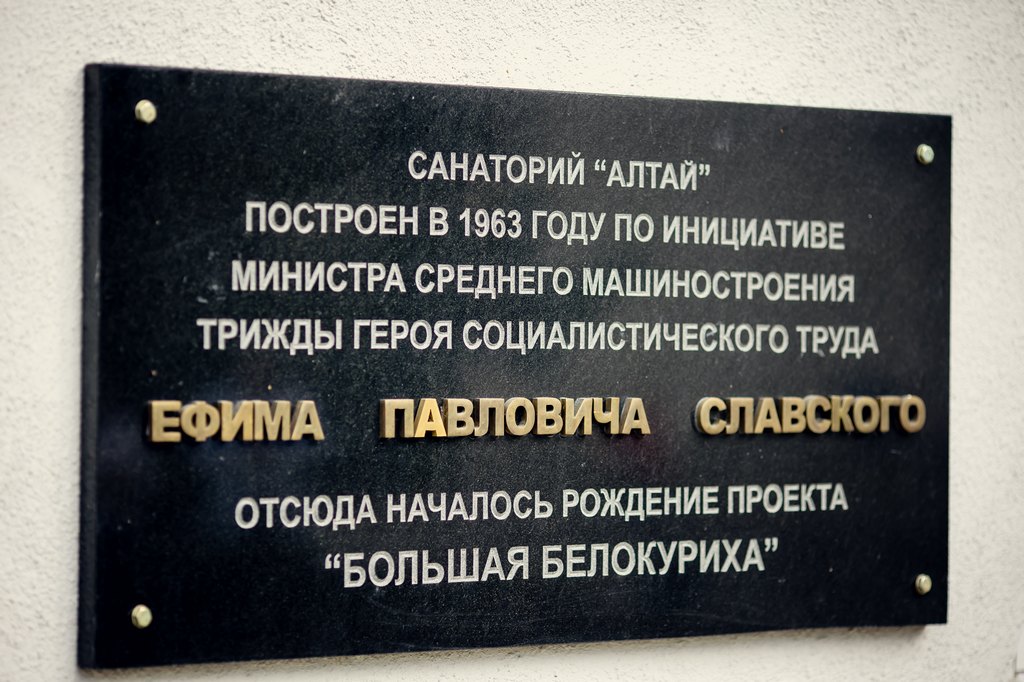 САНАТОРИЙ “АЛТАЙ”
ПОСТРОЕН В 1963 ГОДУ ПО ИНИЦИАТИВЕ
МИНИСТРА СРЕДНЕГО МАШИНОСТРОЕНИЯ
ТРИЖДЫ ГЕРОЯ СОЦИАЛИСТИЧЕСКОГО ТРУДА
ЕФИМА ПАВЛОВИЧА СЛАВСКОГО
ОТСЮДА НАЧАЛОСЬ РОЖДЕНИЕ ПРОЕКТА
“БОЛЬШАЯ БЕЛОКУРИХА”